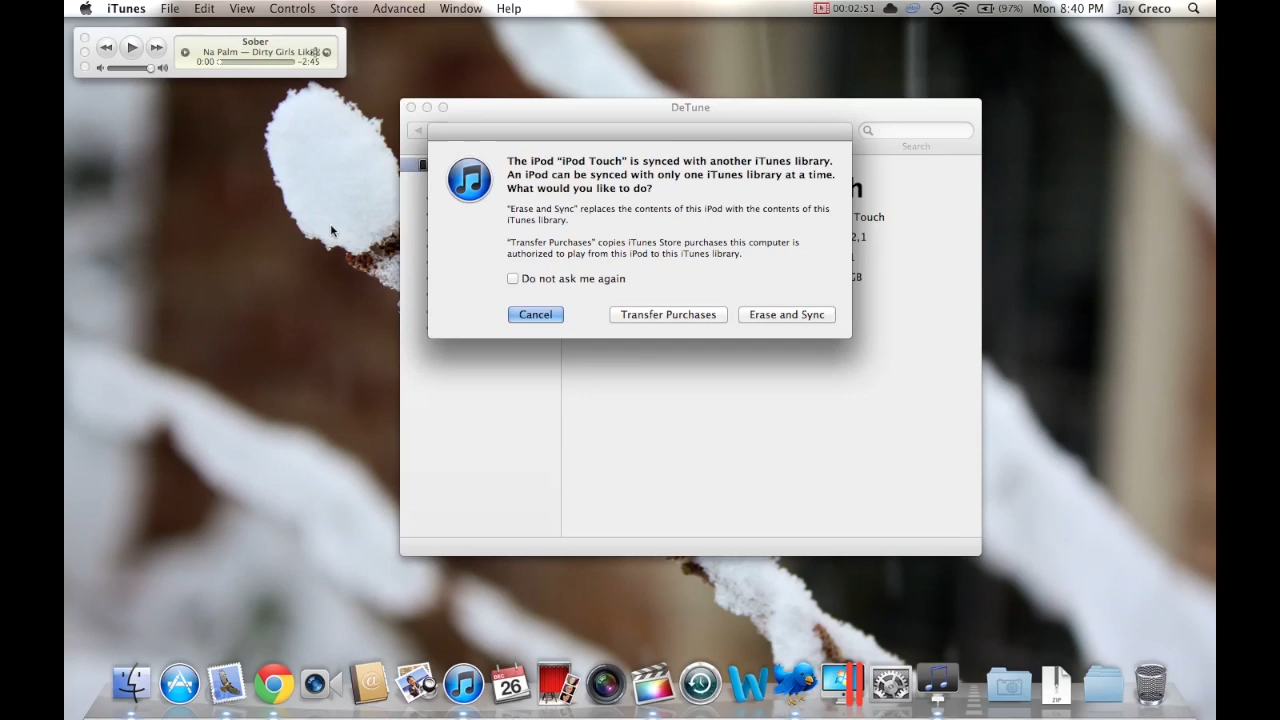 iTunes File Edit View Controls Store Advanced Window Help 00:02:51 (97%) Mon 8:40 PM Jay Greco
Sober
Na Palm — Dirty Girls Like
0:00 -2:45
DeTune
Search
The iPod “iPod Touch” is synced with another iTunes library.
An iPod can be synced with only one iTunes library at a time.
What would you like to do?
“Erase and Sync” replaces the contents of this iPod with the contents of this
iTunes library.
“Transfer Purchases” copies iTunes Store purchases this computer is
authorized to play from this iPod to this iTunes library.
Do not ask me again
Cancel Transfer Purchases Erase and Sync
h
Touch
2,1
1
GB
DEC
26
ZIP